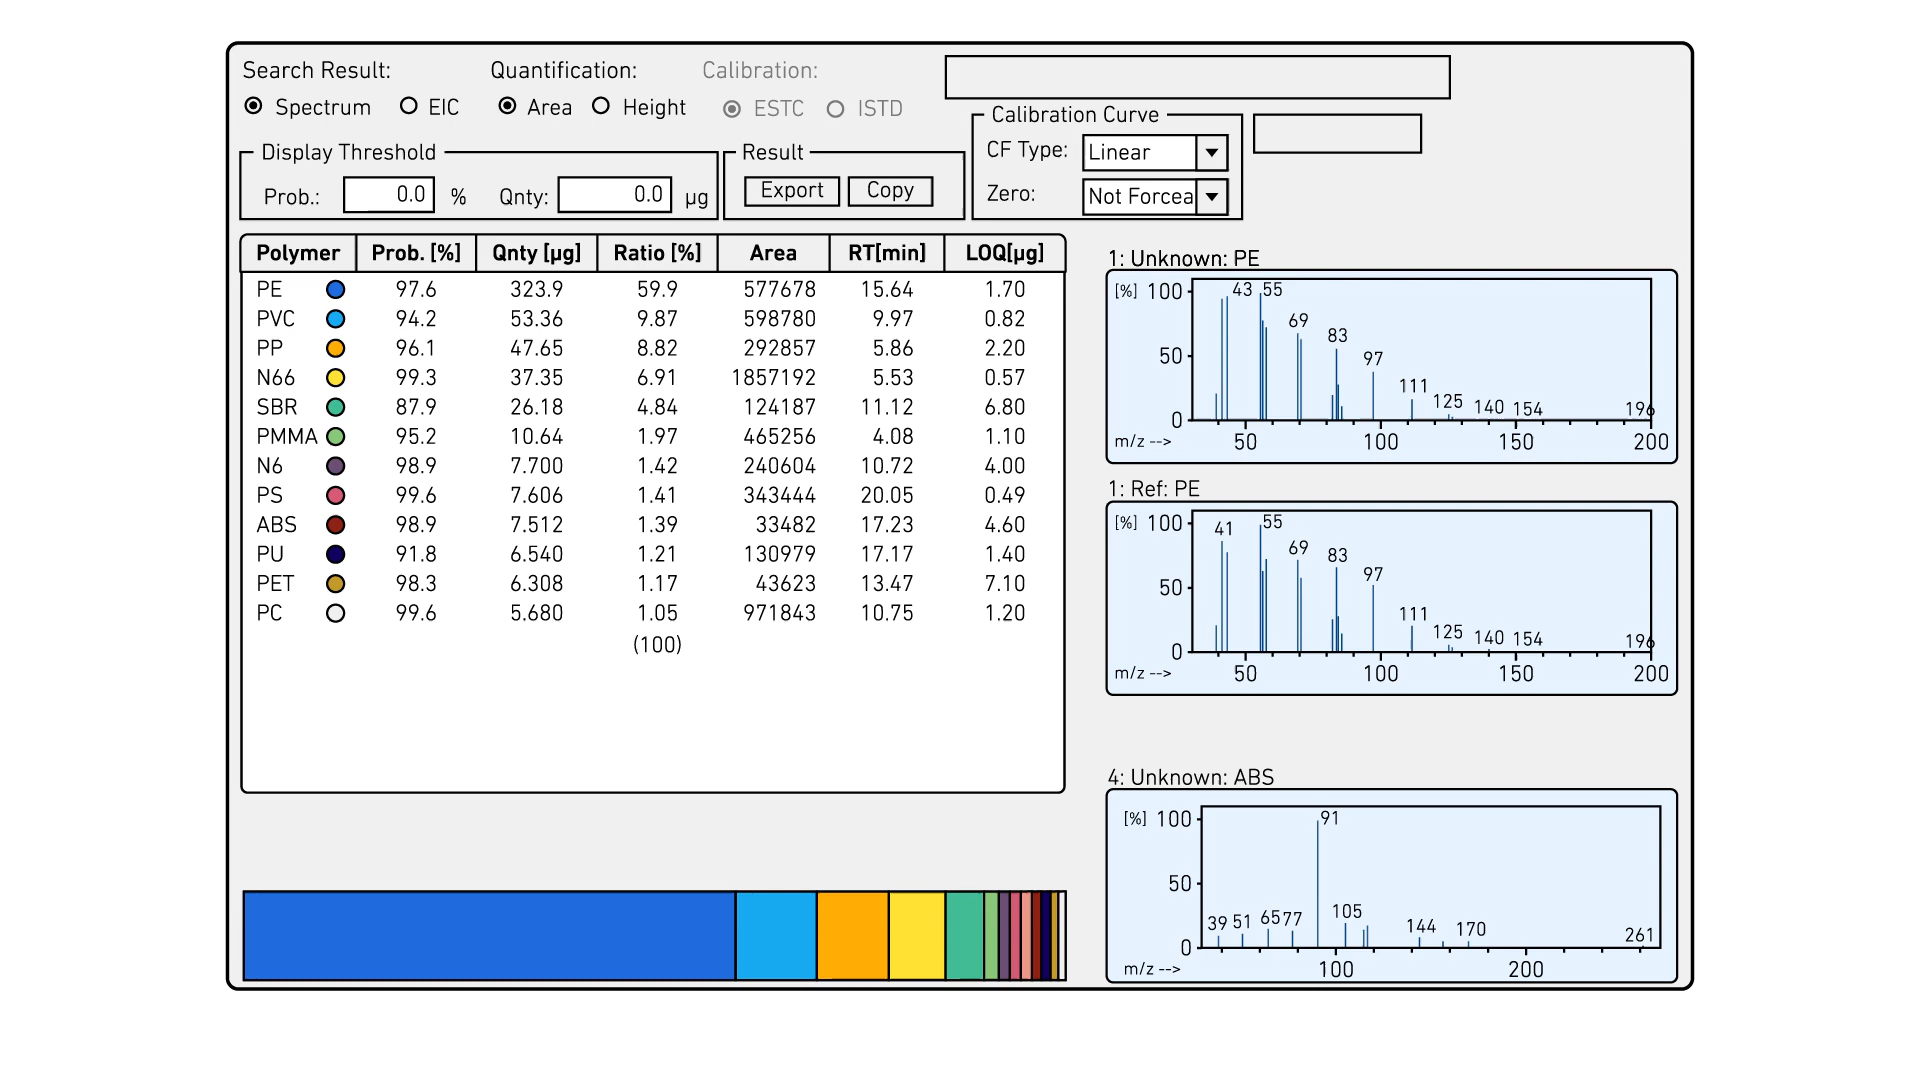 Search Result: Quantification: Calibration:
Spectrum EIC Area Height ESTC ISTD
Display Threshold
Prob.: 0.0 % Qnty: 0.0 µg
Result
Export Copy
Calibration Curve
CF Type: Linear
Zero: Not Forcea
Polymer Prob. [%] Qnty [µg] Ratio [%] Area RT[min] LOQ[µg]
PE 97.6 323.9 59.9 577678 15.64 1.70
PVC 94.2 53.36 9.87 598780 9.97 0.82
PP 96.1 47.65 8.82 292857 5.86 2.20
N66 99.3 37.35 6.91 1857192 5.53 0.57
SBR 87.9 26.18 4.84 124187 11.12 6.80
PMMA 95.2 10.64 1.97 465256 4.08 1.10
N6 98.9 7.700 1.42 240604 10.72 4.00
PS 99.6 7.606 1.41 343444 20.05 0.49
ABS 98.9 7.512 1.39 33482 17.23 4.60
PU 91.8 6.540 1.21 130979 17.17 1.40
PET 98.3 6.308 1.17 43623 13.47 7.10
PC 99.6 5.680 1.05 971843 10.75 1.20
(100)
1: Unknown: PE
[%] 100 43 55
69
83
50 97
111
125 140 154 196
0
m/z --> 50 100 150 200
1: Ref: PE
[%] 100 41 55
69 83
50 97
111
125 140 154 196
0
m/z --> 50 100 150 200
4: Unknown: ABS
[%] 100 91
50
39 51 65 77 105 144 170 261
0
m/z --> 100 200